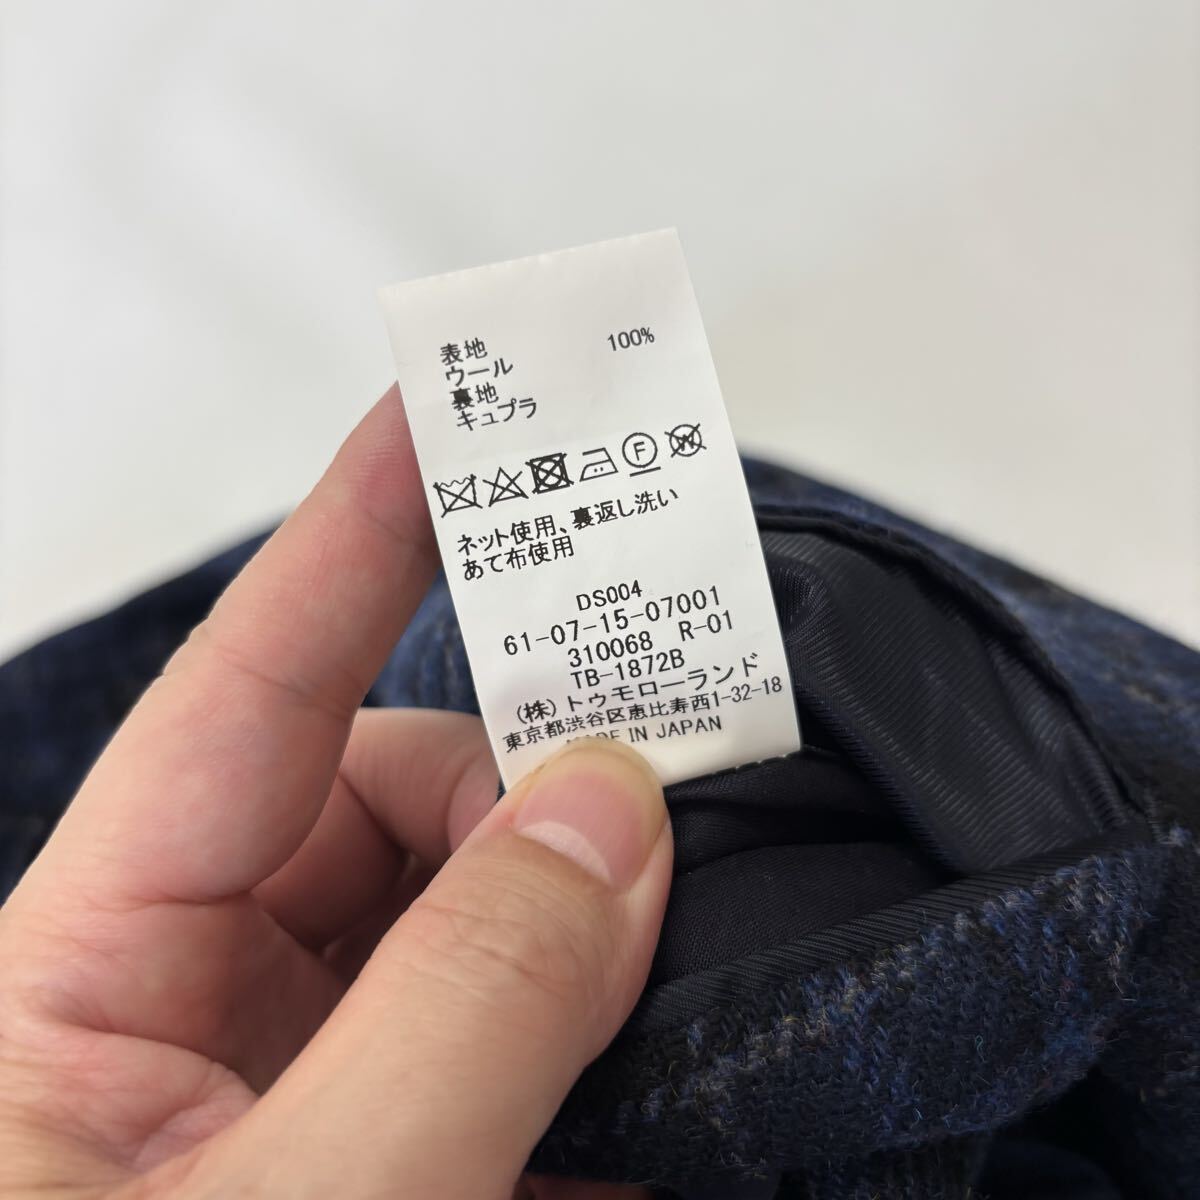 表地
ウール 100%
裏地
キュプラ
F W
ネット使用、裏返し洗い
あて布使用
DS004
61-07-15-07001
310068 R-01
TB-1872B
(株)トゥモローランド
東京都渋谷区恵比寿西1-32-18
MADE IN JAPAN